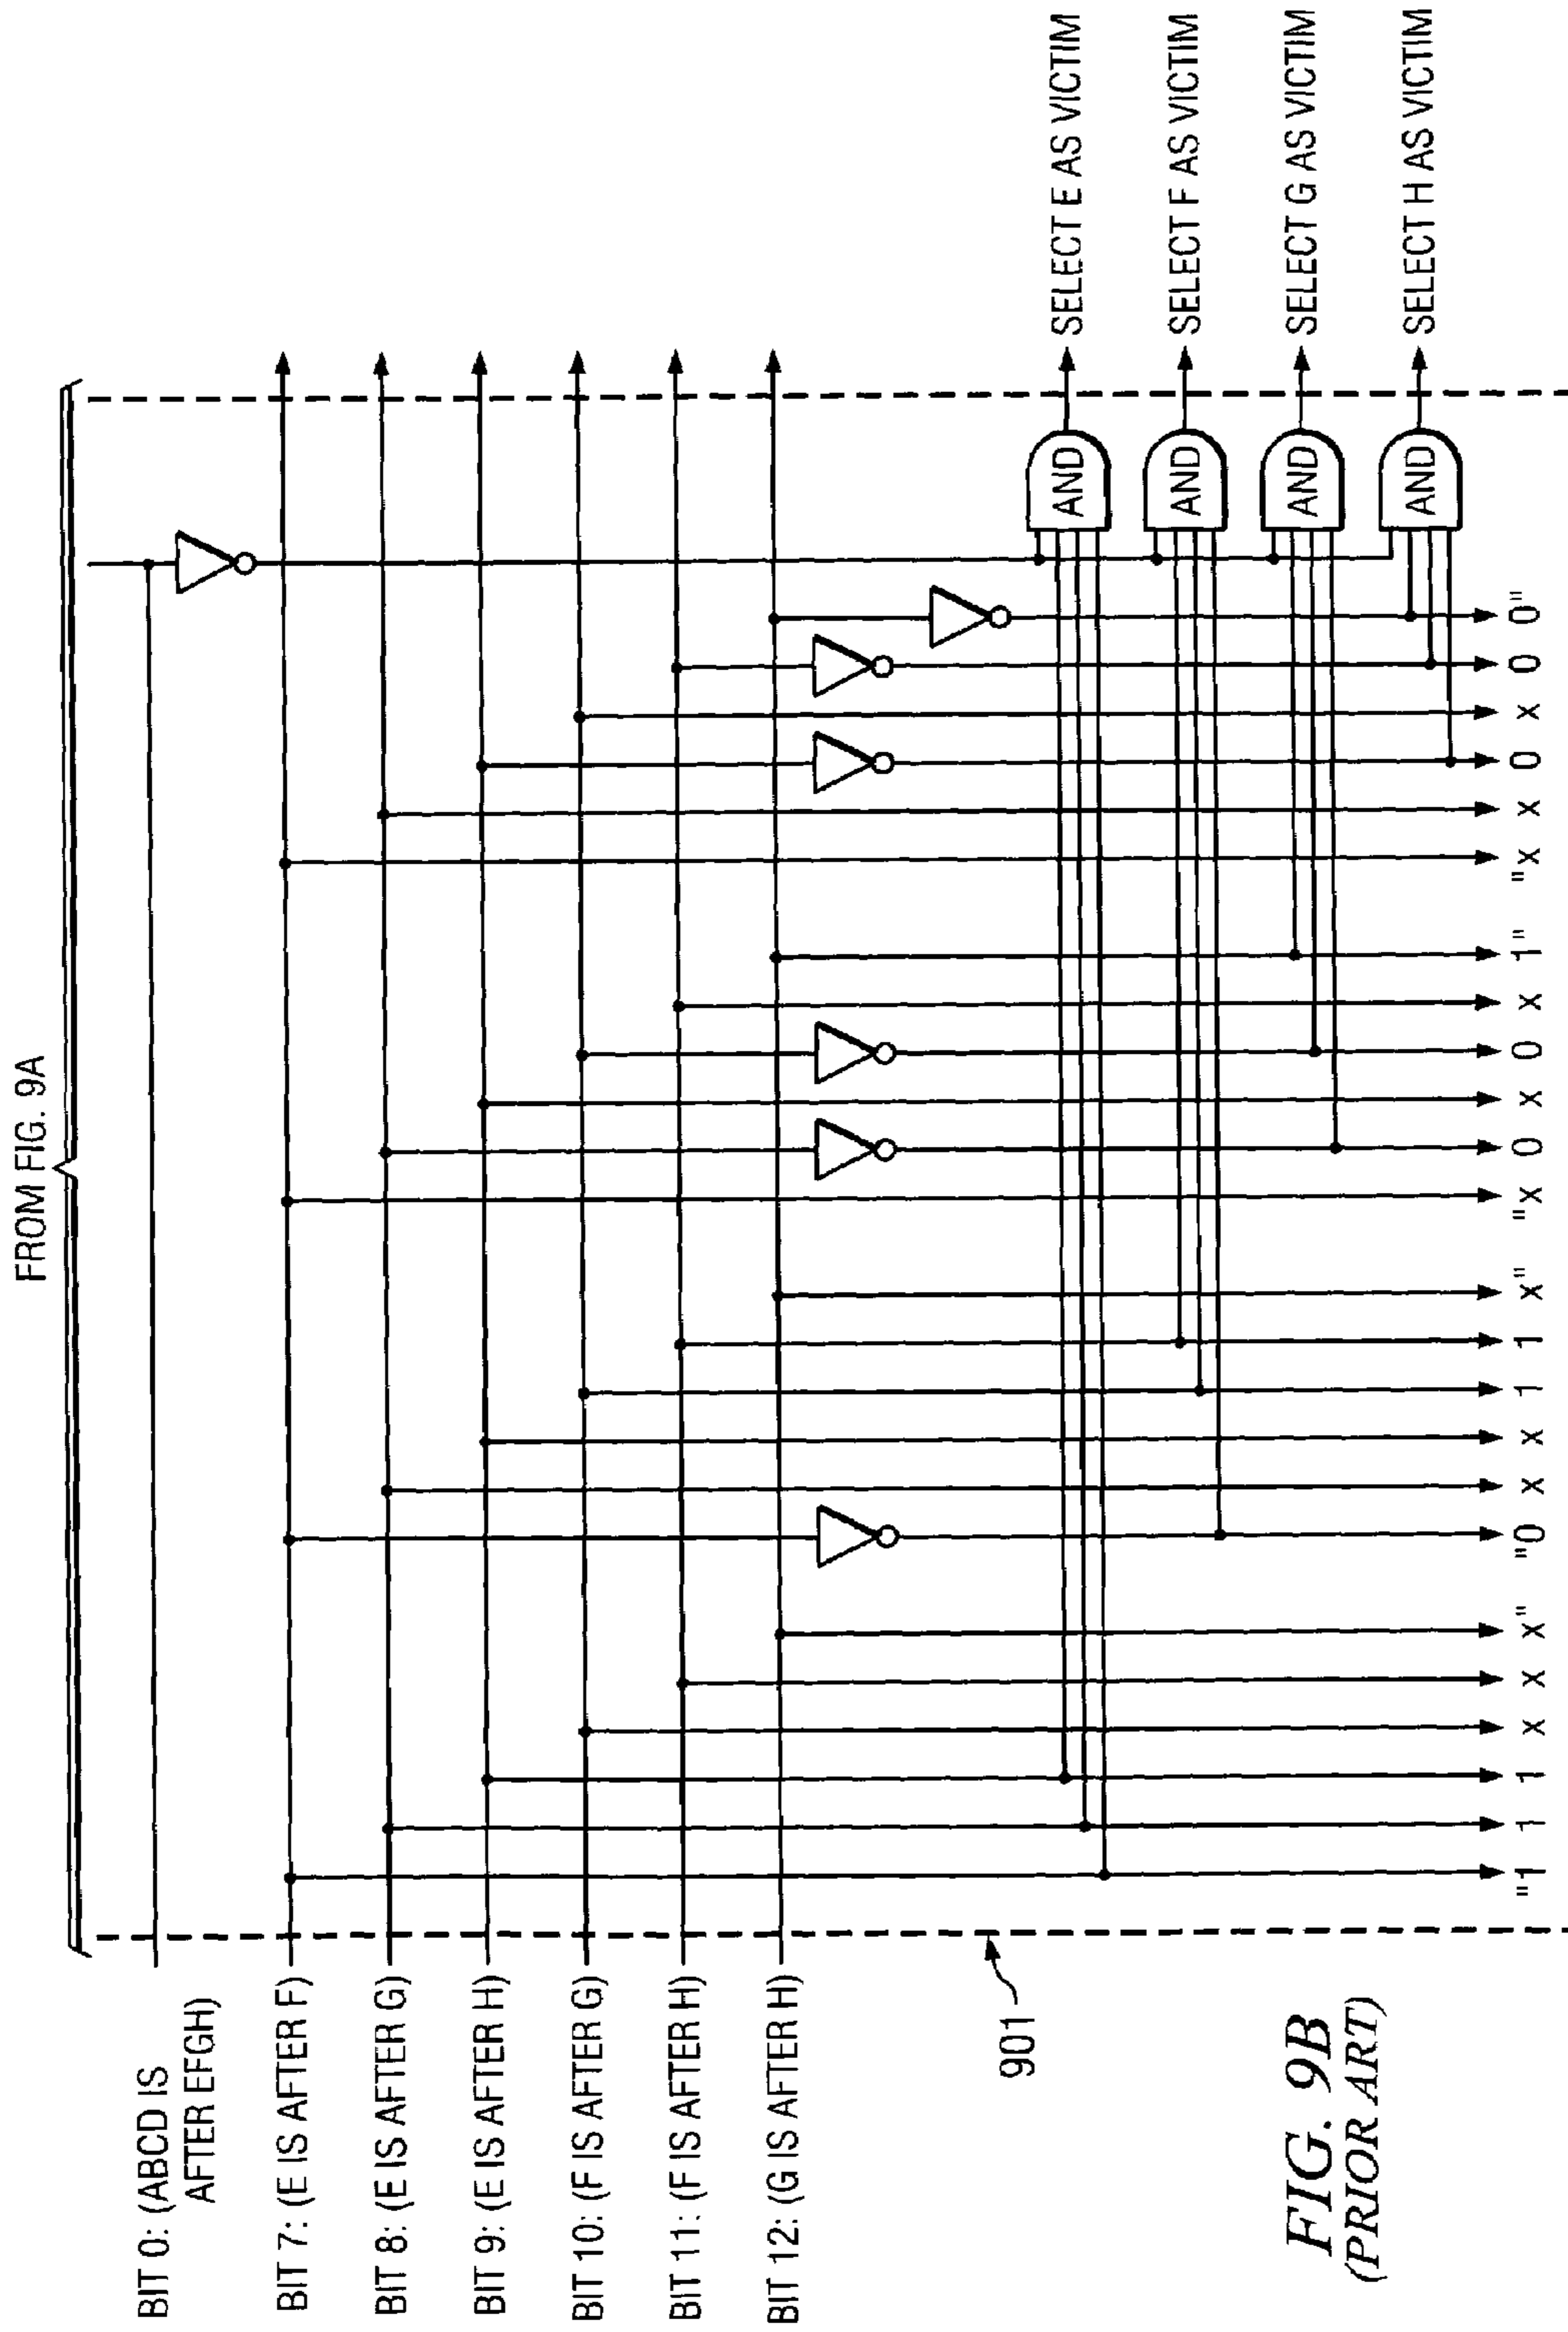 FROM FIG. 9A
BIT 0: (ABCD IS
AFTER EFGH)
BIT 7: (E IS AFTER F)
BIT 8: (E IS AFTER G)
BIT 9: (E IS AFTER H)
BIT 10: (F IS AFTER G)
BIT 11: (F IS AFTER H)
BIT 12: (G IS AFTER H)
901
AND
SELECT E AS VICTIM
AND
SELECT F AS VICTIM
AND
SELECT G AS VICTIM
AND
SELECT H AS VICTIM
"1 1 1 x x x" "0 x x 1 1 x" "x 0 x 0 x 1" "x x 0 x 0 0"
FIG. 9B
(PRIOR ART)